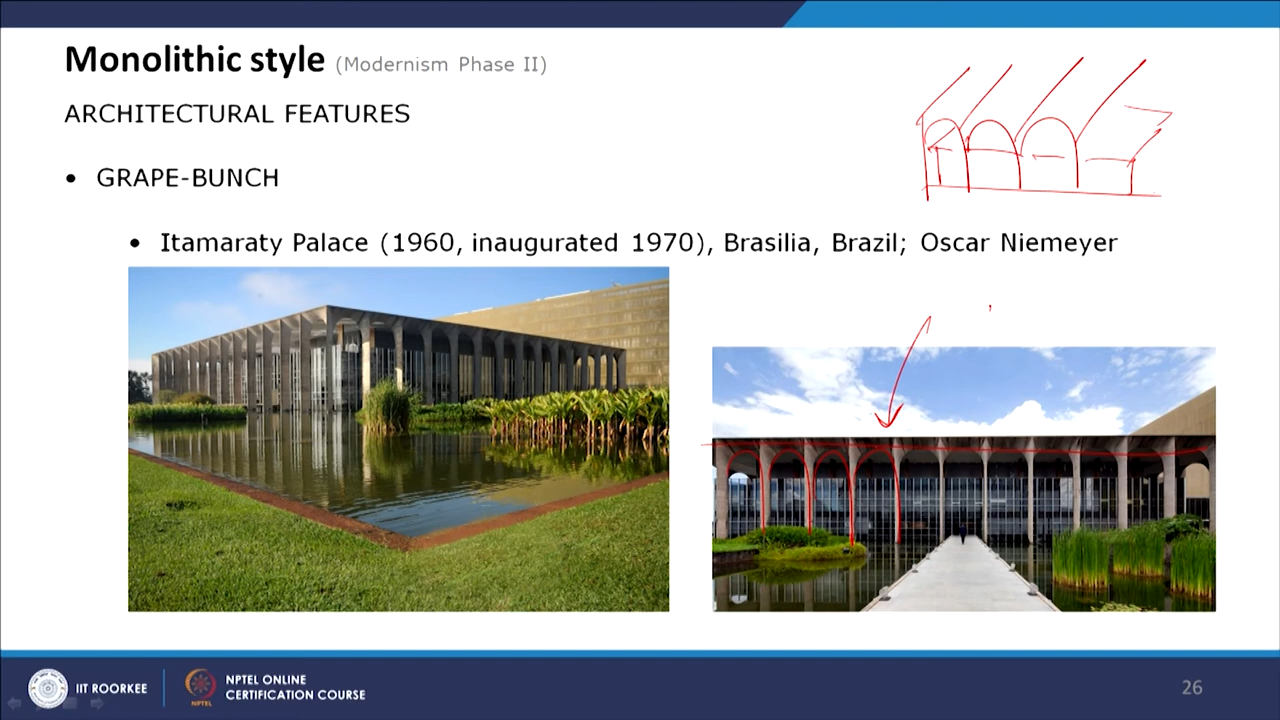 Monolithic style (Modernism Phase II)
ARCHITECTURAL FEATURES
• GRAPE-BUNCH
• Itamaraty Palace (1960, inaugurated 1970), Brasilia, Brazil; Oscar Niemeyer
IIT ROORKEE
NPTEL
NPTEL ONLINE
CERTIFICATION COURSE
26